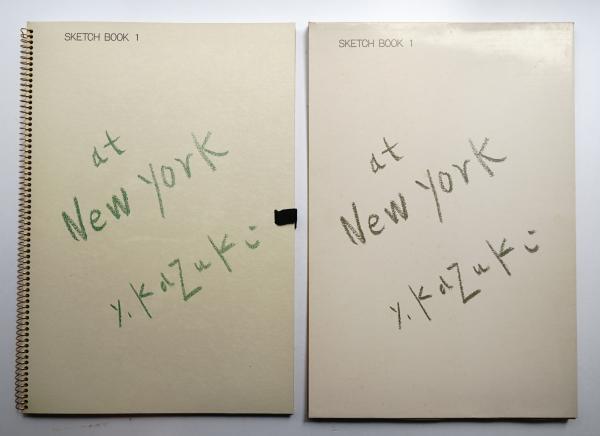 SKETCH BOOK 1
at
New York
y. Kazuki
SKETCH BOOK 1
at
New York
y. Kazuki